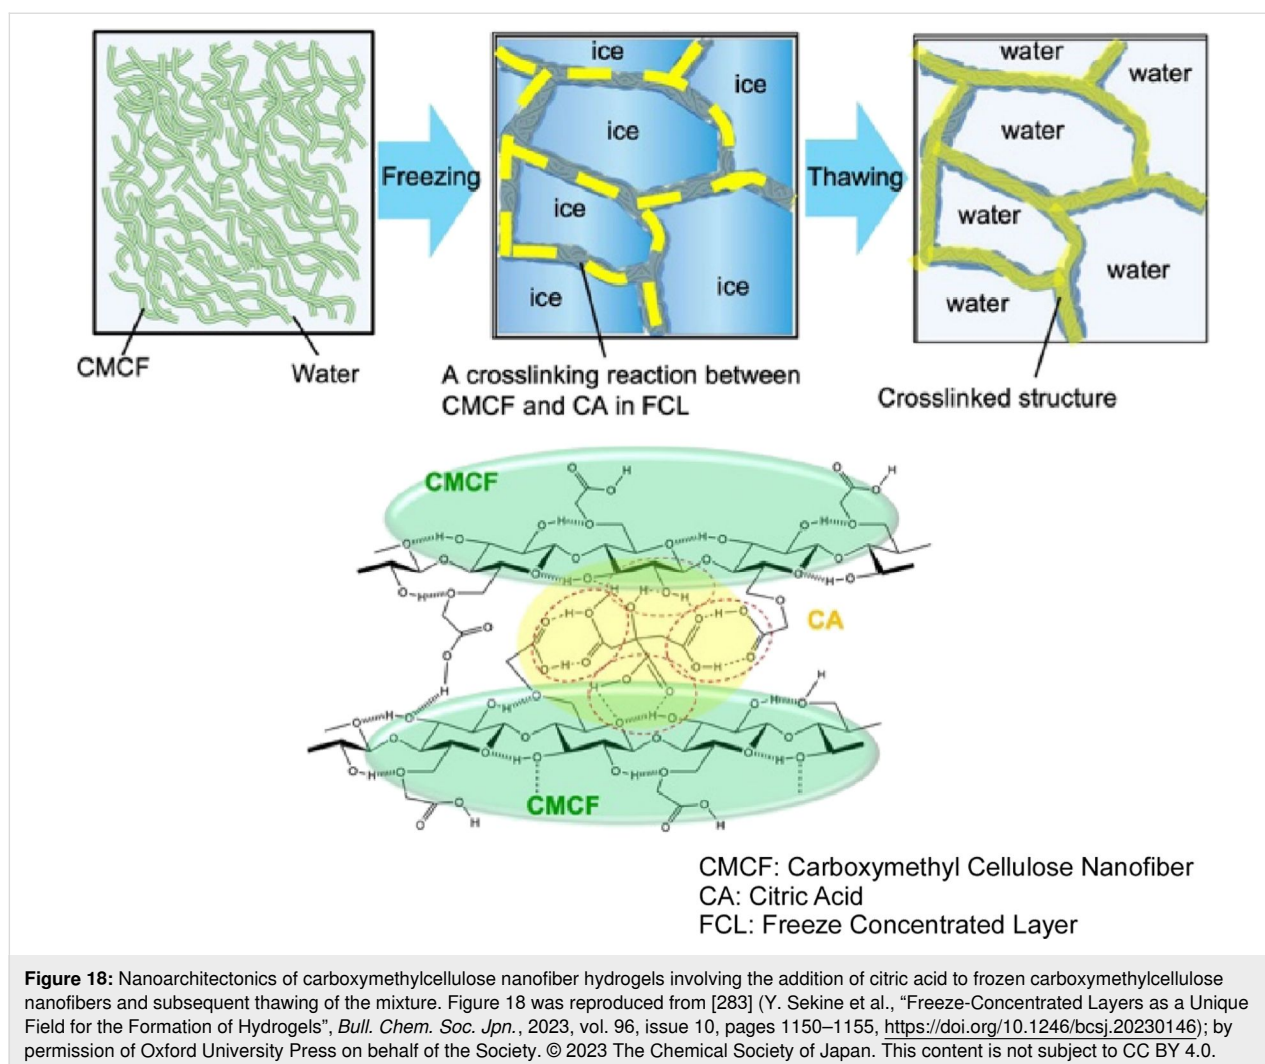 ice
ice
ice
ice
ice
ice
Freezing
Thawing
water
water
water
water
water
water
CMCF
Water
A crosslinking reaction between
CMCF and CA in FCL
Crosslinked structure
CMCF
CA
CMCF
CMCF: Carboxymethyl Cellulose Nanofiber
CA: Citric Acid
FCL: Freeze Concentrated Layer
Figure 18: Nanoarchitectonics of carboxymethylcellulose nanofiber hydrogels involving the addition of citric acid to frozen carboxymethylcellulose
nanofibers and subsequent thawing of the mixture. Figure 18 was reproduced from [283] (Y. Sekine et al., “Freeze-Concentrated Layers as a Unique
Field for the Formation of Hydrogels”, Bull. Chem. Soc. Jpn., 2023, vol. 96, issue 10, pages 1150–1155, https://doi.org/10.1246/bcsj.20230146); by
permission of Oxford University Press on behalf of the Society. © 2023 The Chemical Society of Japan. This content is not subject to CC BY 4.0.